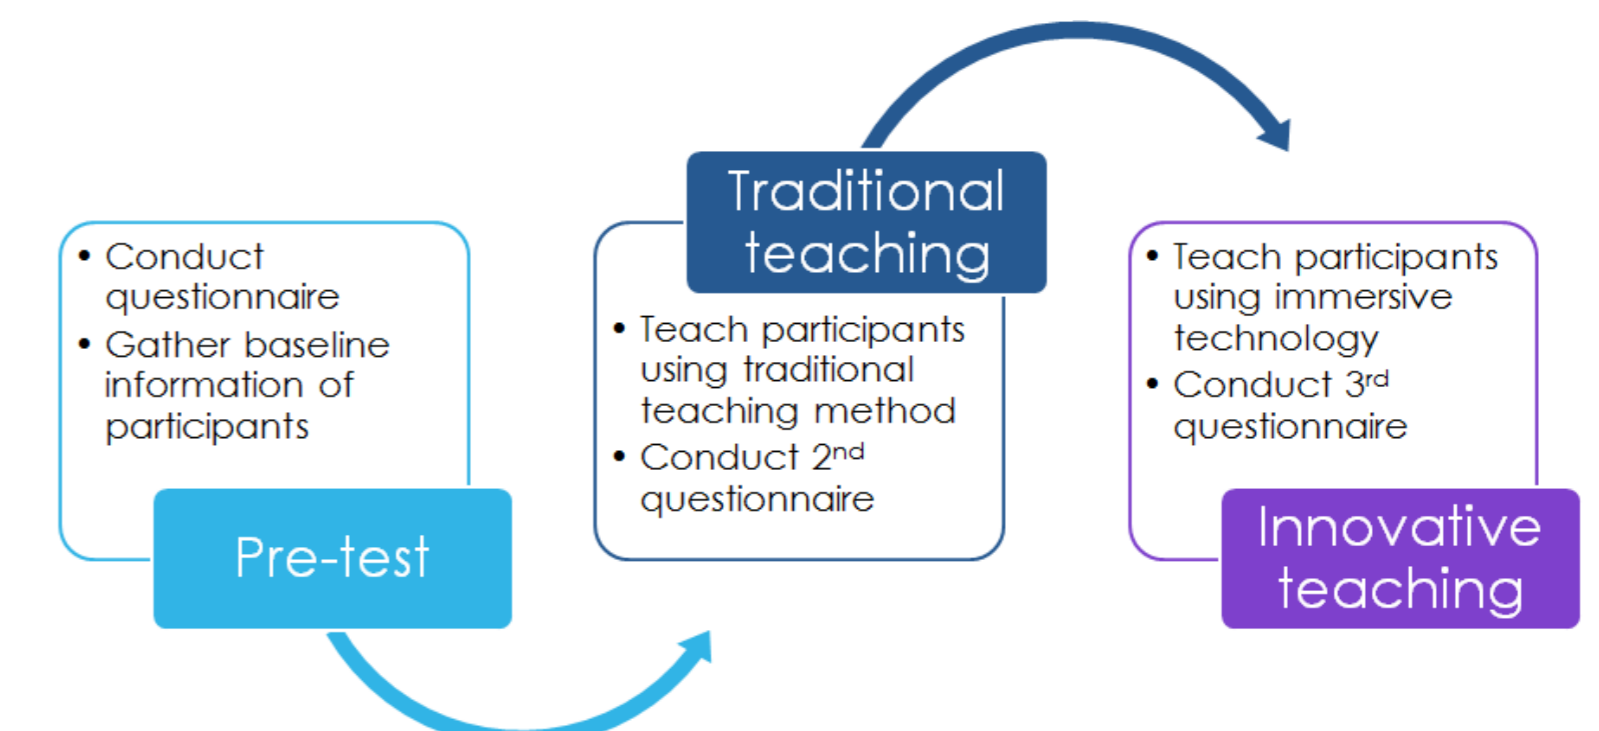 • Conduct
questionnaire
• Gather baseline
information of
participants
Pre-test
Traditional
teaching
• Teach participants
using traditional
teaching method
• Conduct 2nd
questionnaire
• Teach participants
using immersive
technology
• Conduct 3rd
questionnaire
Innovative
teaching